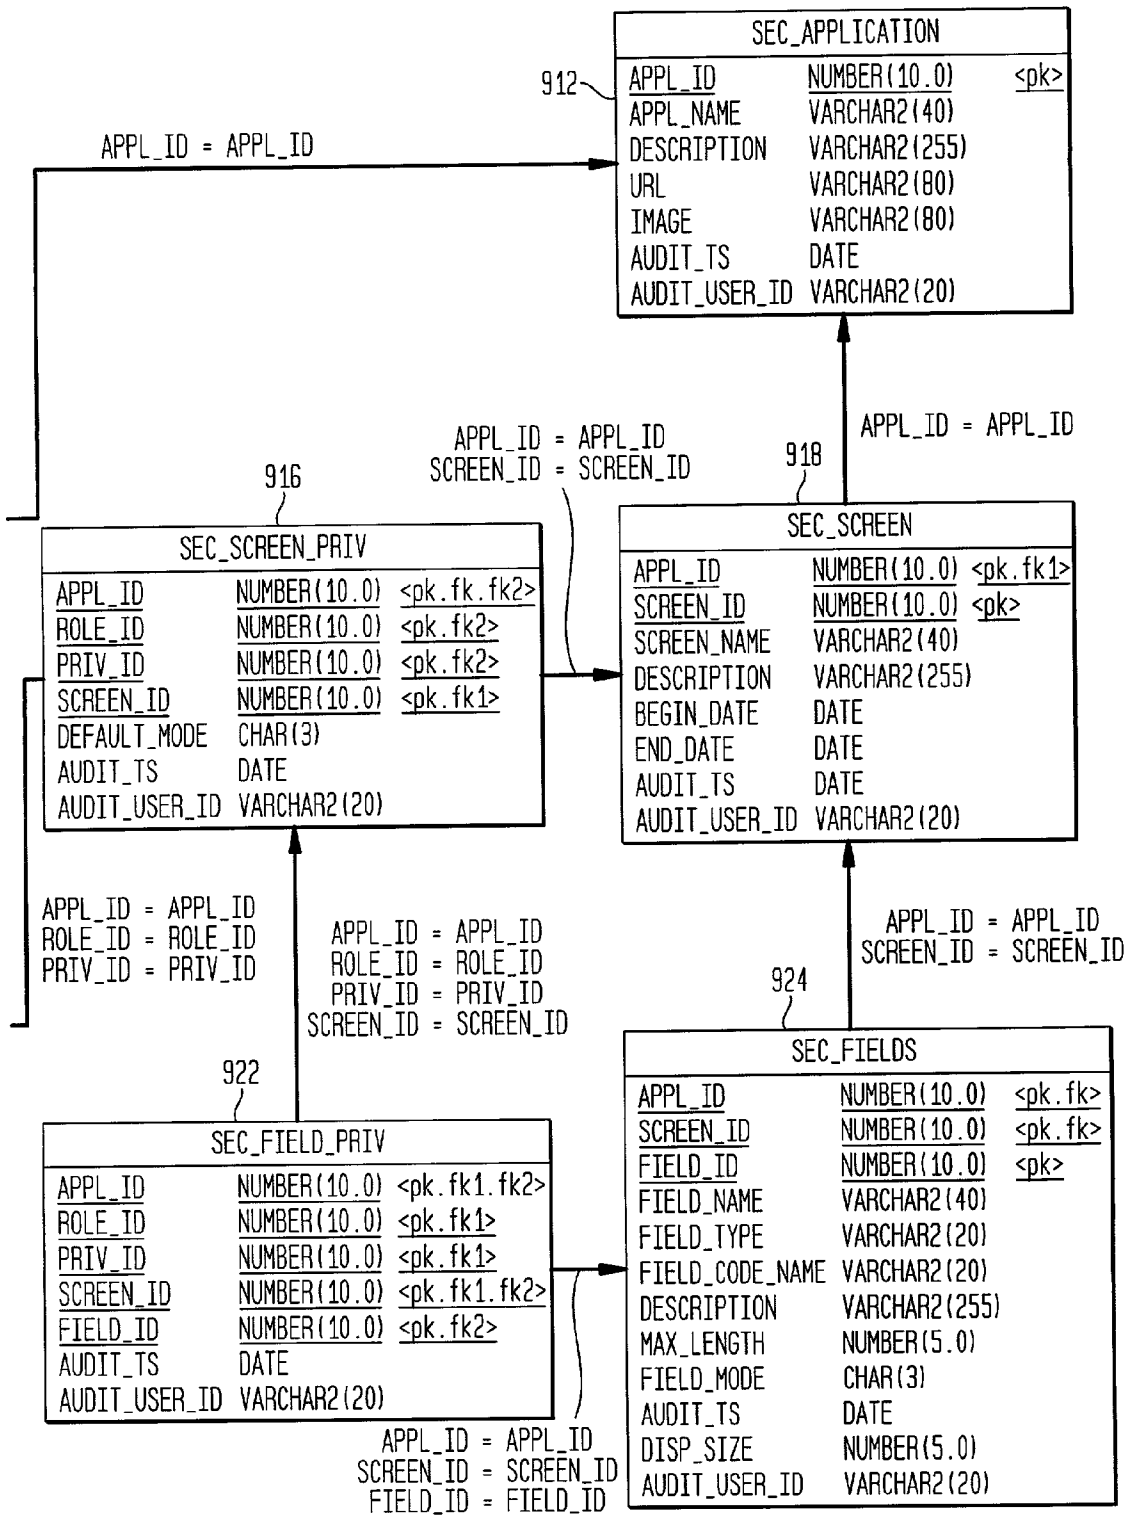 SEC_APPLICATION
912
APPL_ID NUMBER(10.0) <pk>
APPL_NAME VARCHAR2(40)
DESCRIPTION VARCHAR2(255)
URL VARCHAR2(80)
IMAGE VARCHAR2(80)
AUDIT_TS DATE
AUDIT_USER_ID VARCHAR2(20)
APPL_ID = APPL_ID
APPL_ID = APPL_ID
APPL_ID = APPL_ID
SCREEN_ID = SCREEN_ID
916
SEC_SCREEN_PRIV
APPL_ID NUMBER(10.0) <pk.fk.fk2>
ROLE_ID NUMBER(10.0) <pk.fk2>
PRIV_ID NUMBER(10.0) <pk.fk2>
SCREEN_ID NUMBER(10.0) <pk.fk1>
DEFAULT_MODE CHAR(3)
AUDIT_TS DATE
AUDIT_USER_ID VARCHAR2(20)
918
SEC_SCREEN
APPL_ID NUMBER(10.0) <pk.fk1>
SCREEN_ID NUMBER(10.0) <pk>
SCREEN_NAME VARCHAR2(40)
DESCRIPTION VARCHAR2(255)
BEGIN_DATE DATE
END_DATE DATE
AUDIT_TS DATE
AUDIT_USER_ID VARCHAR2(20)
APPL_ID = APPL_ID
ROLE_ID = ROLE_ID
PRIV_ID = PRIV_ID
APPL_ID = APPL_ID
ROLE_ID = ROLE_ID
PRIV_ID = PRIV_ID
SCREEN_ID = SCREEN_ID
APPL_ID = APPL_ID
SCREEN_ID = SCREEN_ID
922
SEC_FIELD_PRIV
APPL_ID NUMBER(10.0) <pk.fk1.fk2>
ROLE_ID NUMBER(10.0) <pk.fk1>
PRIV_ID NUMBER(10.0) <pk.fk1>
SCREEN_ID NUMBER(10.0) <pk.fk1.fk2>
FIELD_ID NUMBER(10.0) <pk.fk2>
AUDIT_TS DATE
AUDIT_USER_ID VARCHAR2(20)
924
SEC_FIELDS
APPL_ID NUMBER(10.0) <pk.fk>
SCREEN_ID NUMBER(10.0) <pk.fk>
FIELD_ID NUMBER(10.0) <pk>
FIELD_NAME VARCHAR2(40)
FIELD_TYPE VARCHAR2(20)
FIELD_CODE_NAME VARCHAR2(20)
DESCRIPTION VARCHAR2(255)
MAX_LENGTH NUMBER(5.0)
FIELD_MODE CHAR(3)
AUDIT_TS DATE
DISP_SIZE NUMBER(5.0)
AUDIT_USER_ID VARCHAR2(20)
APPL_ID = APPL_ID
SCREEN_ID = SCREEN_ID
FIELD_ID = FIELD_ID